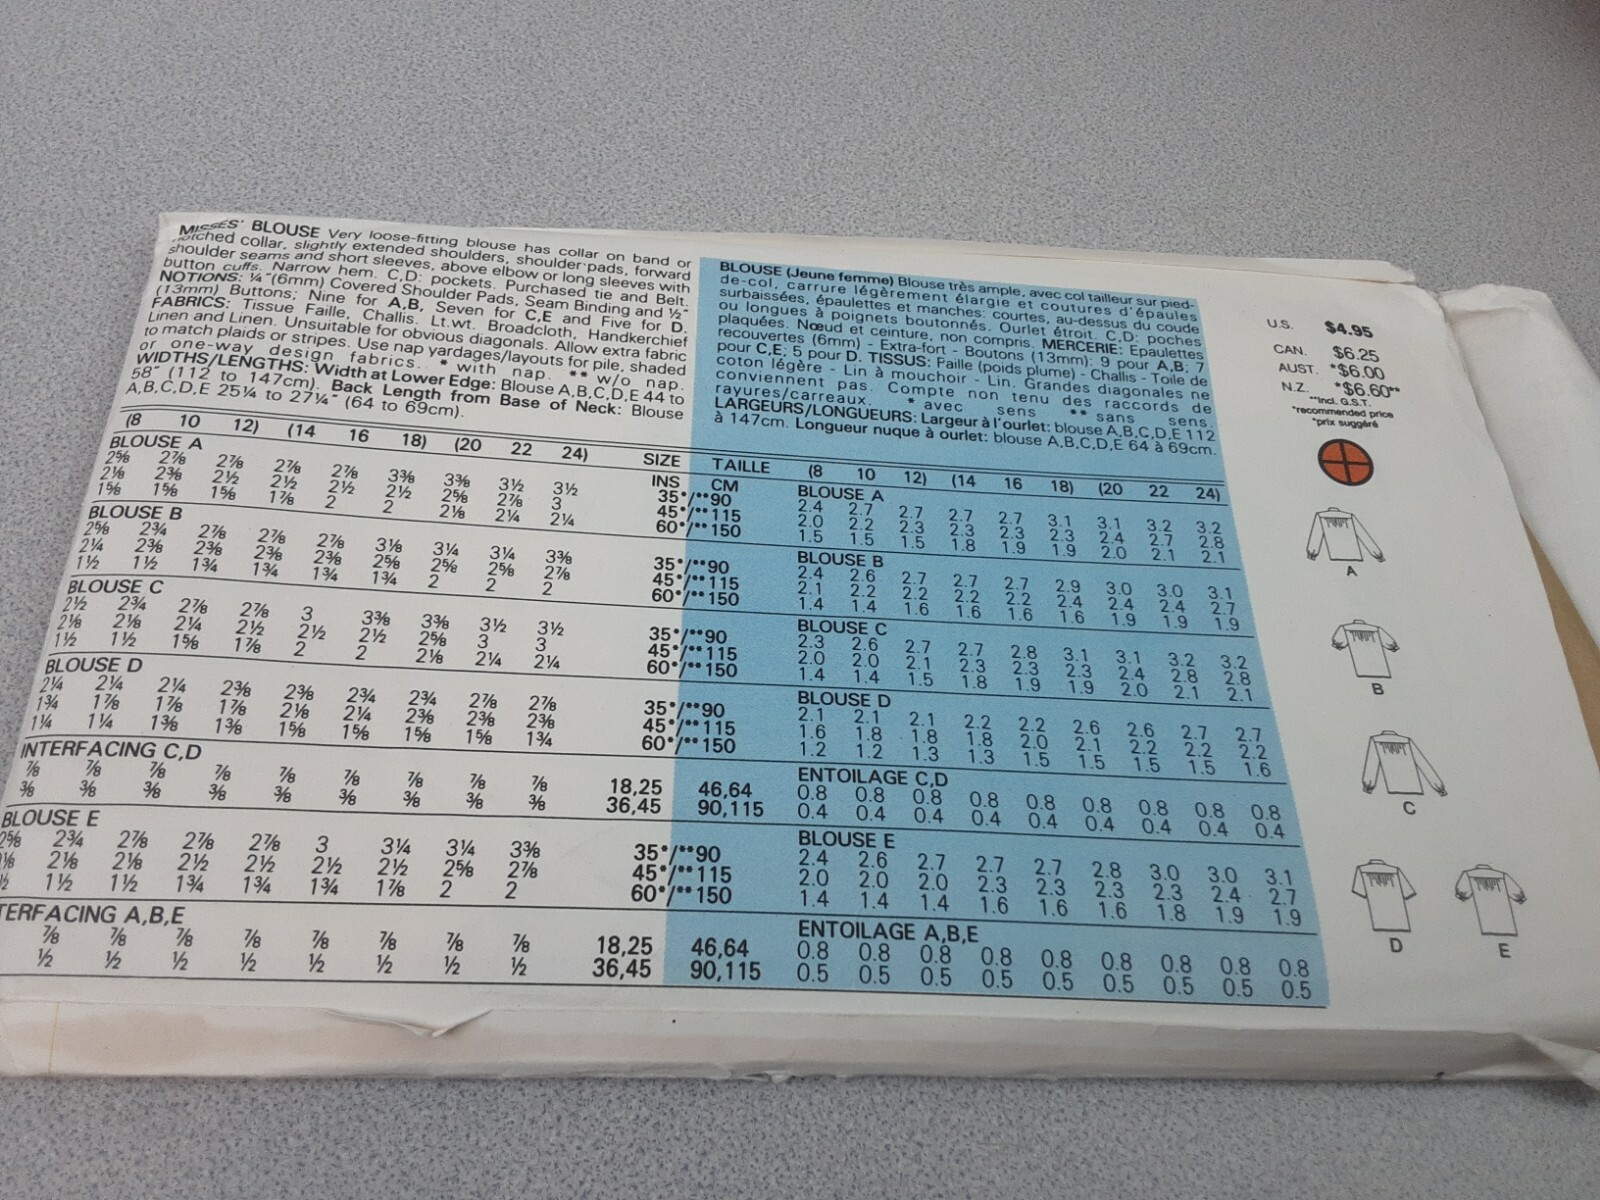 MISSES' BLOUSE Very loose-fitting blouse has collar on band or
notched collar, slightly extended shoulders, shoulder pads, forward
shoulder seams and short sleeves, above elbow or long sleeves with
button cuffs. Narrow hem. C,D: pockets. Purchased tie and Belt.
NOTIONS: ¼"(6mm) Covered Shoulder Pads, Seam Binding and ½"
(13mm) Buttons; Nine for A,B, Seven for C,E and Five for D.
FABRICS: Tissue Faille, Challis. Lt.wt. Broadcloth, Handkerchief
Linen and Linen. Unsuitable for obvious diagonals. Allow extra fabric
to match plaids or stripes. Use nap yardages/layouts for pile, shaded
or one-way design fabrics. * with nap. ** w/o nap.
WIDTHS/LENGTHS: Width at Lower Edge: Blouse A,B,C,D,E 44 to
58" (112 to 147cm). Back Length from Base of Neck: Blouse
A,B,C,D,E 25¼ to 27¼" (64 to 69cm).
(8 10 12) (14 16 18) (20 22 24) SIZE
INS
BLOUSE A
2⅝ 2⅞ 2⅞ 2⅞ 2⅞ 3⅜ 3⅜ 3½ 3½ 35*/**90
2⅛ 2⅜ 2½ 2½ 2½ 2½ 2⅝ 2⅞ 3 45*/**115
1⅝ 1⅝ 1⅝ 1⅞ 2 2 2⅛ 2¼ 2¼ 60*/**150
BLOUSE B
2⅝ 2¾ 2⅞ 2⅞ 2⅞ 3⅛ 3¼ 3¼ 3⅜ 35*/**90
2¼ 2⅜ 2⅜ 2⅜ 2⅜ 2⅝ 2⅝ 2⅝ 2⅞ 45*/**115
1½ 1½ 1¾ 1¾ 1¾ 1¾ 2 2 2 60*/**150
BLOUSE C
2½ 2¾ 2⅞ 2⅞ 3 3⅜ 3⅜ 3½ 3½ 35*/**90
2⅛ 2⅛ 2¼ 2½ 2½ 2½ 2⅝ 3 3 45*/**115
1½ 1½ 1⅝ 1⅞ 2 2 2⅛ 2¼ 2¼ 60*/**150
BLOUSE D
2¼ 2¼ 2¼ 2⅜ 2⅜ 2¾ 2¾ 2⅞ 2⅞ 35*/**90
1¾ 1⅞ 1⅞ 1⅞ 2⅛ 2¼ 2⅜ 2⅜ 2⅜ 45*/**115
1¼ 1¼ 1⅜ 1⅜ 1⅝ 1⅝ 1⅝ 1⅝ 1¾ 60*/**150
INTERFACING C,D
⅞ ⅞ ⅞ ⅞ ⅞ ⅞ ⅞ ⅞ ⅞ 18,25 46,64
⅜ ⅜ ⅜ ⅜ ⅜ ⅜ ⅜ ⅜ ⅜ 36,45 90,115
BLOUSE E
2⅝ 2¾ 2⅞ 2⅞ 2⅞ 3 3¼ 3¼ 3⅜ 35*/**90
⅛ 2⅛ 2⅛ 2½ 2½ 2½ 2½ 2⅝ 2⅞ 45*/**115
½ 1½ 1½ 1¾ 1¾ 1¾ 1⅞ 2 2 60*/**150
TERFACING A,B,E
⅞ ⅞ ⅞ ⅞ ⅞ ⅞ ⅞ ⅞ 18,25 46,64
½ ½ ½ ½ ½ ½ ½ ½ 36,45 90,115
BLOUSE (Jeune femme) Blouse très ample, avec col tailleur sur pied-
de-col, carrure légèrement élargie et coutures d'épaules
surbaissées, épaulettes et manches: courtes, au-dessus du coude
ou longues à poignets boutonnés. Ourlet étroit. C,D: poches
plaquées. Nœud et ceinture, non compris. MERCERIE: Epaulettes
recouvertes (6mm) - Extra-fort - Boutons (13mm): 9 pour A,B; 7
pour C,E; 5 pour D. TISSUS: Faille (poids plume) - Challis - Toile de
coton légère - Lin à mouchoir - Lin. Grandes diagonales ne
conviennent pas. Compte non tenu des raccords de
rayures/carreaux. * avec sens ** sans sens.
LARGEURS/LONGUEURS: Largeur à l'ourlet: blouse A,B,C,D,E 112
à 147cm. Longueur nuque à ourlet: blouse A,B,C,D,E 64 à 69cm.
TAILLE (8 10 12) (14 16 18) (20 22 24)
CM
BLOUSE A
2.4 2.7 2.7 2.7 2.7 3.1 3.1 3.2 3.2
2.0 2.2 2.3 2.3 2.3 2.3 2.4 2.7 2.8
1.5 1.5 1.5 1.8 1.9 1.9 2.0 2.1 2.1
BLOUSE B
2.4 2.6 2.7 2.7 2.7 2.9 3.0 3.0 3.1
2.1 2.2 2.2 2.2 2.2 2.4 2.4 2.4 2.7
1.4 1.4 1.6 1.6 1.6 1.6 1.9 1.9 1.9
BLOUSE C
2.3 2.6 2.7 2.7 2.8 3.1 3.1 3.2 3.2
2.0 2.0 2.1 2.3 2.3 2.3 2.4 2.8 2.8
1.4 1.4 1.5 1.8 1.9 1.9 2.0 2.1 2.1
BLOUSE D
2.1 2.1 2.1 2.2 2.2 2.6 2.6 2.7 2.7
1.6 1.8 1.8 1.8 2.0 2.1 2.2 2.2 2.2
1.2 1.2 1.3 1.3 1.5 1.5 1.5 1.5 1.6
ENTOILAGE C,D
0.8 0.8 0.8 0.8 0.8 0.8 0.8 0.8 0.8
0.4 0.4 0.4 0.4 0.4 0.4 0.4 0.4 0.4
BLOUSE E
2.4 2.6 2.7 2.7 2.7 2.8 3.0 3.0 3.1
2.0 2.0 2.0 2.3 2.3 2.3 2.3 2.4 2.7
1.4 1.4 1.4 1.6 1.6 1.6 1.8 1.9 1.9
ENTOILAGE A,B,E
0.8 0.8 0.8 0.8 0.8 0.8 0.8 0.8 0.8
0.5 0.5 0.5 0.5 0.5 0.5 0.5 0.5 0.5
U.S. $4.95
CAN. $6.25
AUST. *$6.00
N.Z. *$6.60**
**Incl. G.S.T.
*recommended price
*prix suggéré
A
B
C
D
E